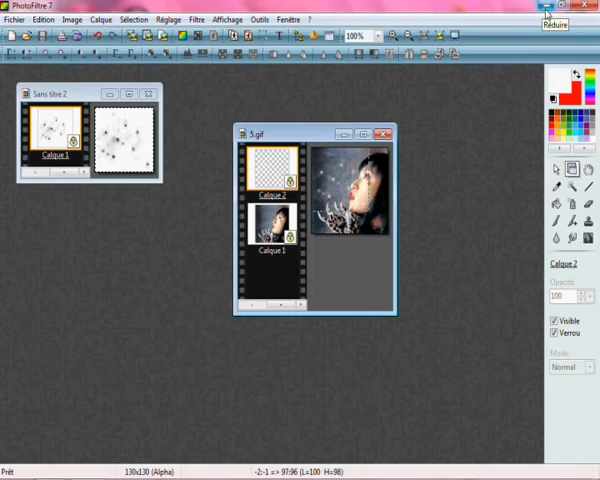 PhotoFiltre 7
Réduire
Fichier Edition Image Calque Sélection Réglage Filtre Affichage Outils Fenêtre ?
100%
Sans titre 2
Calque 1
5.gif
Calque 2
Calque 1
Calque 2
Opacité:
100
Visible
Verrou
Mode:
Normal
Prêt 130x130 (Alpha) -2:-1 => 97:96 (L=100 H=98)